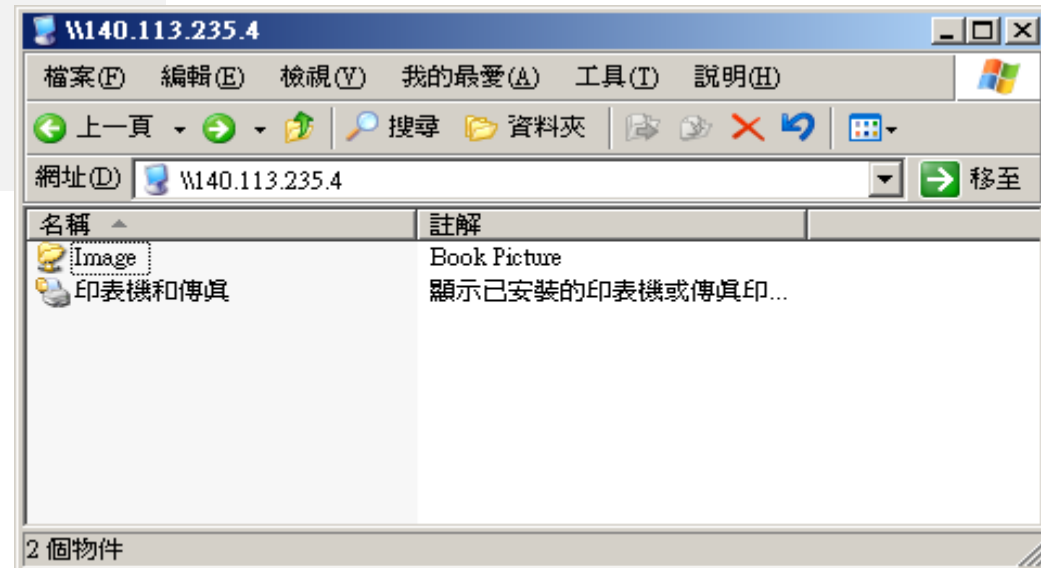 \\140.113.235.4
檔案(F) 編輯(E) 檢視(V) 我的最愛(A) 工具(T) 說明(H)
上一頁 搜尋 資料夾
網址(D) \\140.113.235.4 移至
名稱 註解
Image Book Picture
印表機和傳真 顯示已安裝的印表機或傳真印...
2 個物件